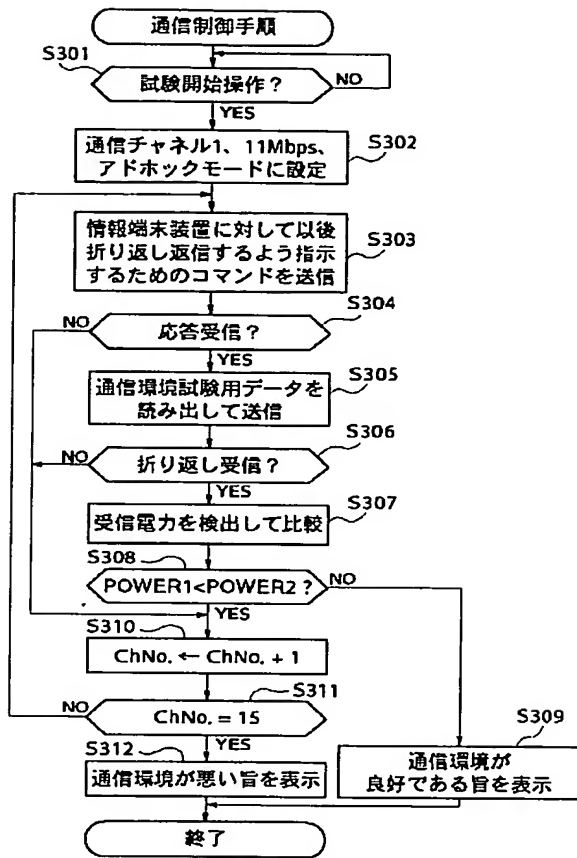 通信制御手順
S301
試験開始操作？
NO
YES
通信チャネル1、11Mbps、
アドホックモードに設定
S302
情報端末装置に対して以後
折り返し返信するよう指示
するためのコマンドを送信
S303
S304
NO
応答受信？
YES
通信環境試験用データを
読み出して送信
S305
S306
NO
折り返し受信？
YES
S307
受信電力を検出して比較
S308
POWER1<POWER2？
NO
YES
S310
ChNo. ← ChNo. + 1
S311
NO
ChNo. = 15
YES
S312
通信環境が悪い旨を表示
S309
通信環境が
良好である旨を表示
終了